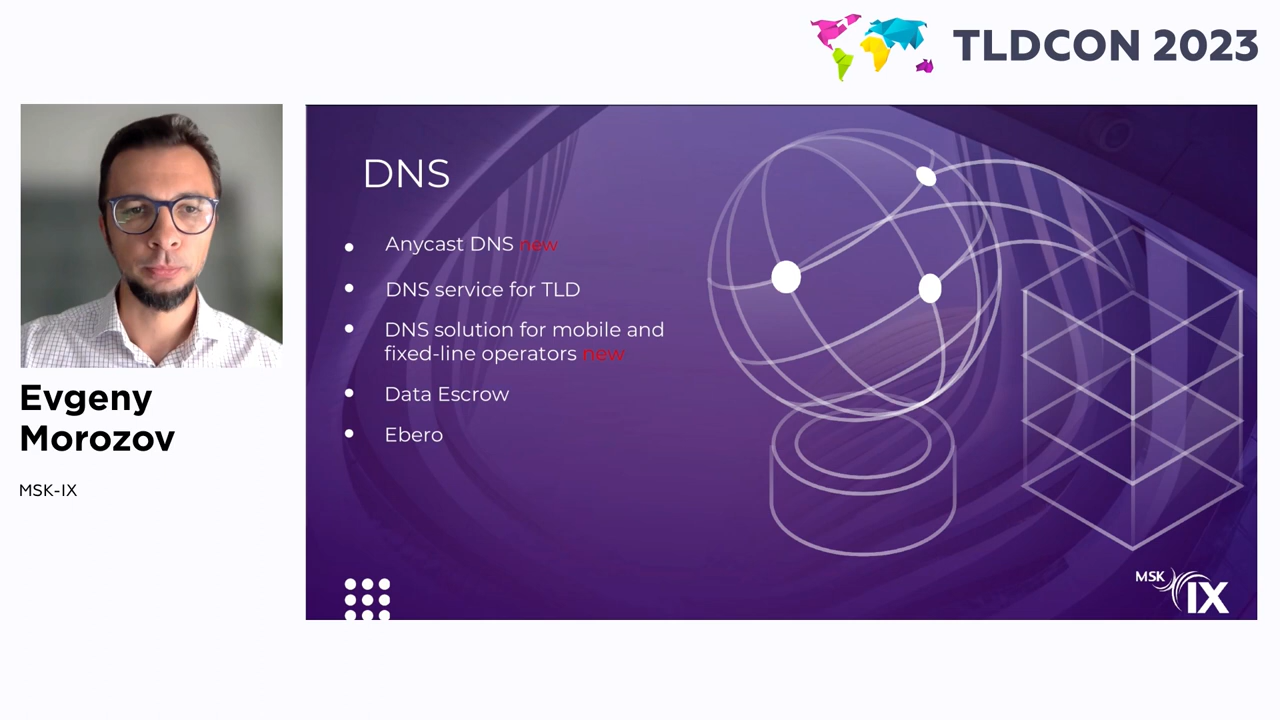 TLDCON 2023
DNS
Anycast DNS new
DNS service for TLD
DNS solution for mobile and
fixed-line operators new
Data Escrow
Ebero
Evgeny
Morozov
MSK-IX
MSK IX